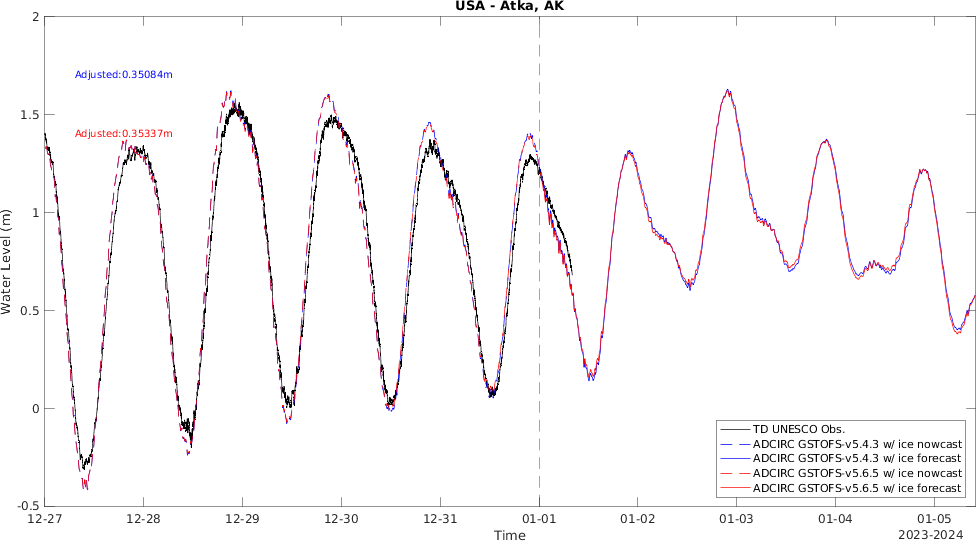 USA - Atka, AK
2
1.5
1
0.5
0
-0.5
Water Level (m)
Adjusted:0.35084m
Adjusted:0.35337m
TD UNESCO Obs.
ADCIRC GSTOFS-v5.4.3 w/ ice nowcast
ADCIRC GSTOFS-v5.4.3 w/ ice forecast
ADCIRC GSTOFS-v5.6.5 w/ ice nowcast
ADCIRC GSTOFS-v5.6.5 w/ ice forecast
12-27 12-28 12-29 12-30 12-31 01-01 01-02 01-03 01-04 01-05
Time
2023-2024